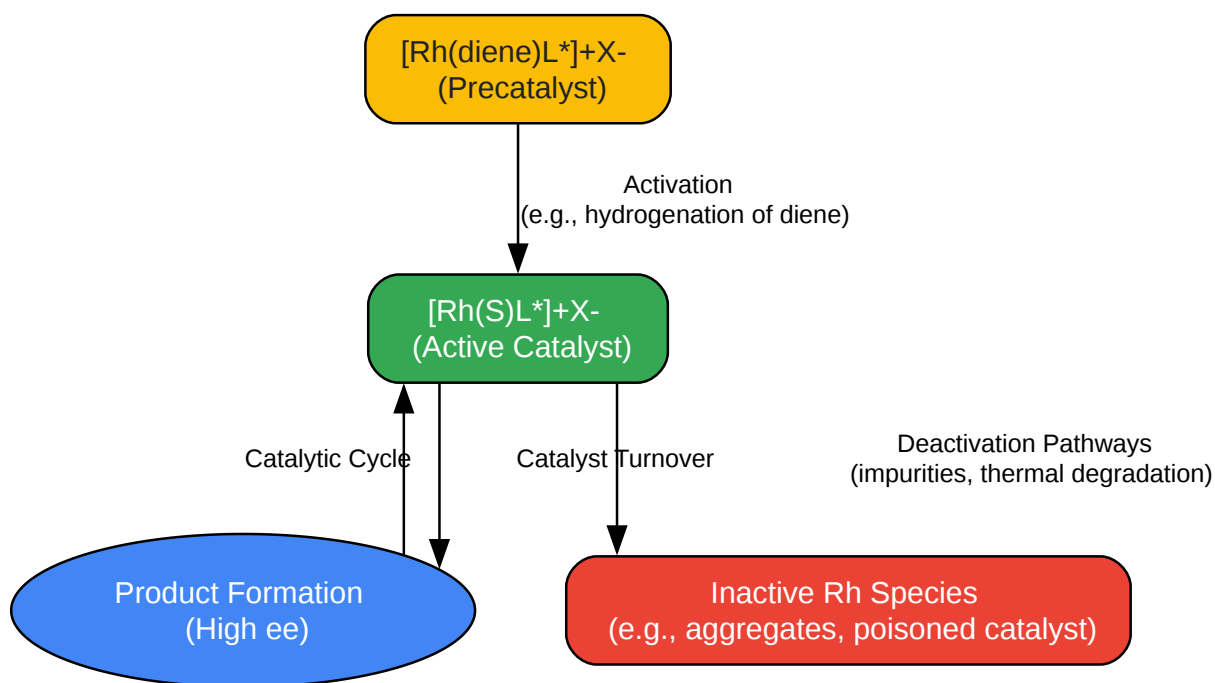 [Rh(diene)L*]+X-
(Precatalyst)
Activation
(e.g., hydrogenation of diene)
[Rh(S)L*]+X-
(Active Catalyst)
Catalytic Cycle
Catalyst Turnover
Deactivation Pathways
(impurities, thermal degradation)
Product Formation
(High ee)
Inactive Rh Species
(e.g., aggregates, poisoned catalyst)